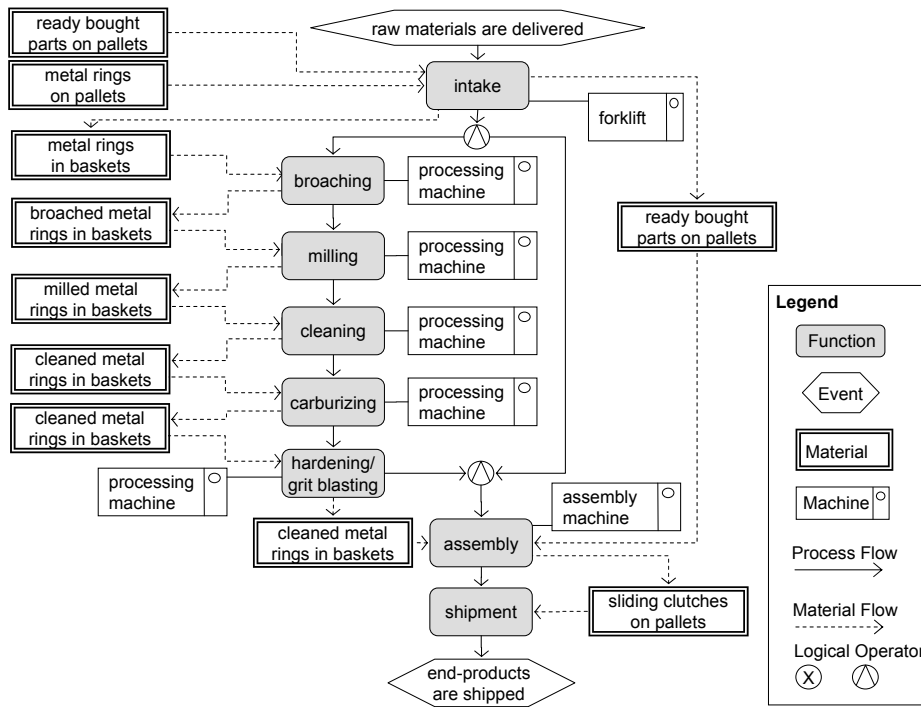 ready bought
parts on pallets
raw materials are delivered
metal rings
on pallets
intake
forklift
metal rings
in baskets
broaching
processing
machine
broached metal
rings in baskets
ready bought
parts on pallets
milling
processing
machine
milled metal
rings in baskets
cleaning
processing
machine
cleaned metal
rings in baskets
carburizing
processing
machine
cleaned metal
rings in baskets
hardening/
grit blasting
processing
machine
assembly
machine
cleaned metal
rings in baskets
assembly
shipment
sliding clutches
on pallets
end-products
are shipped
Legend
Function
Event
Material
Machine
Process Flow
Material Flow
Logical Operator
X